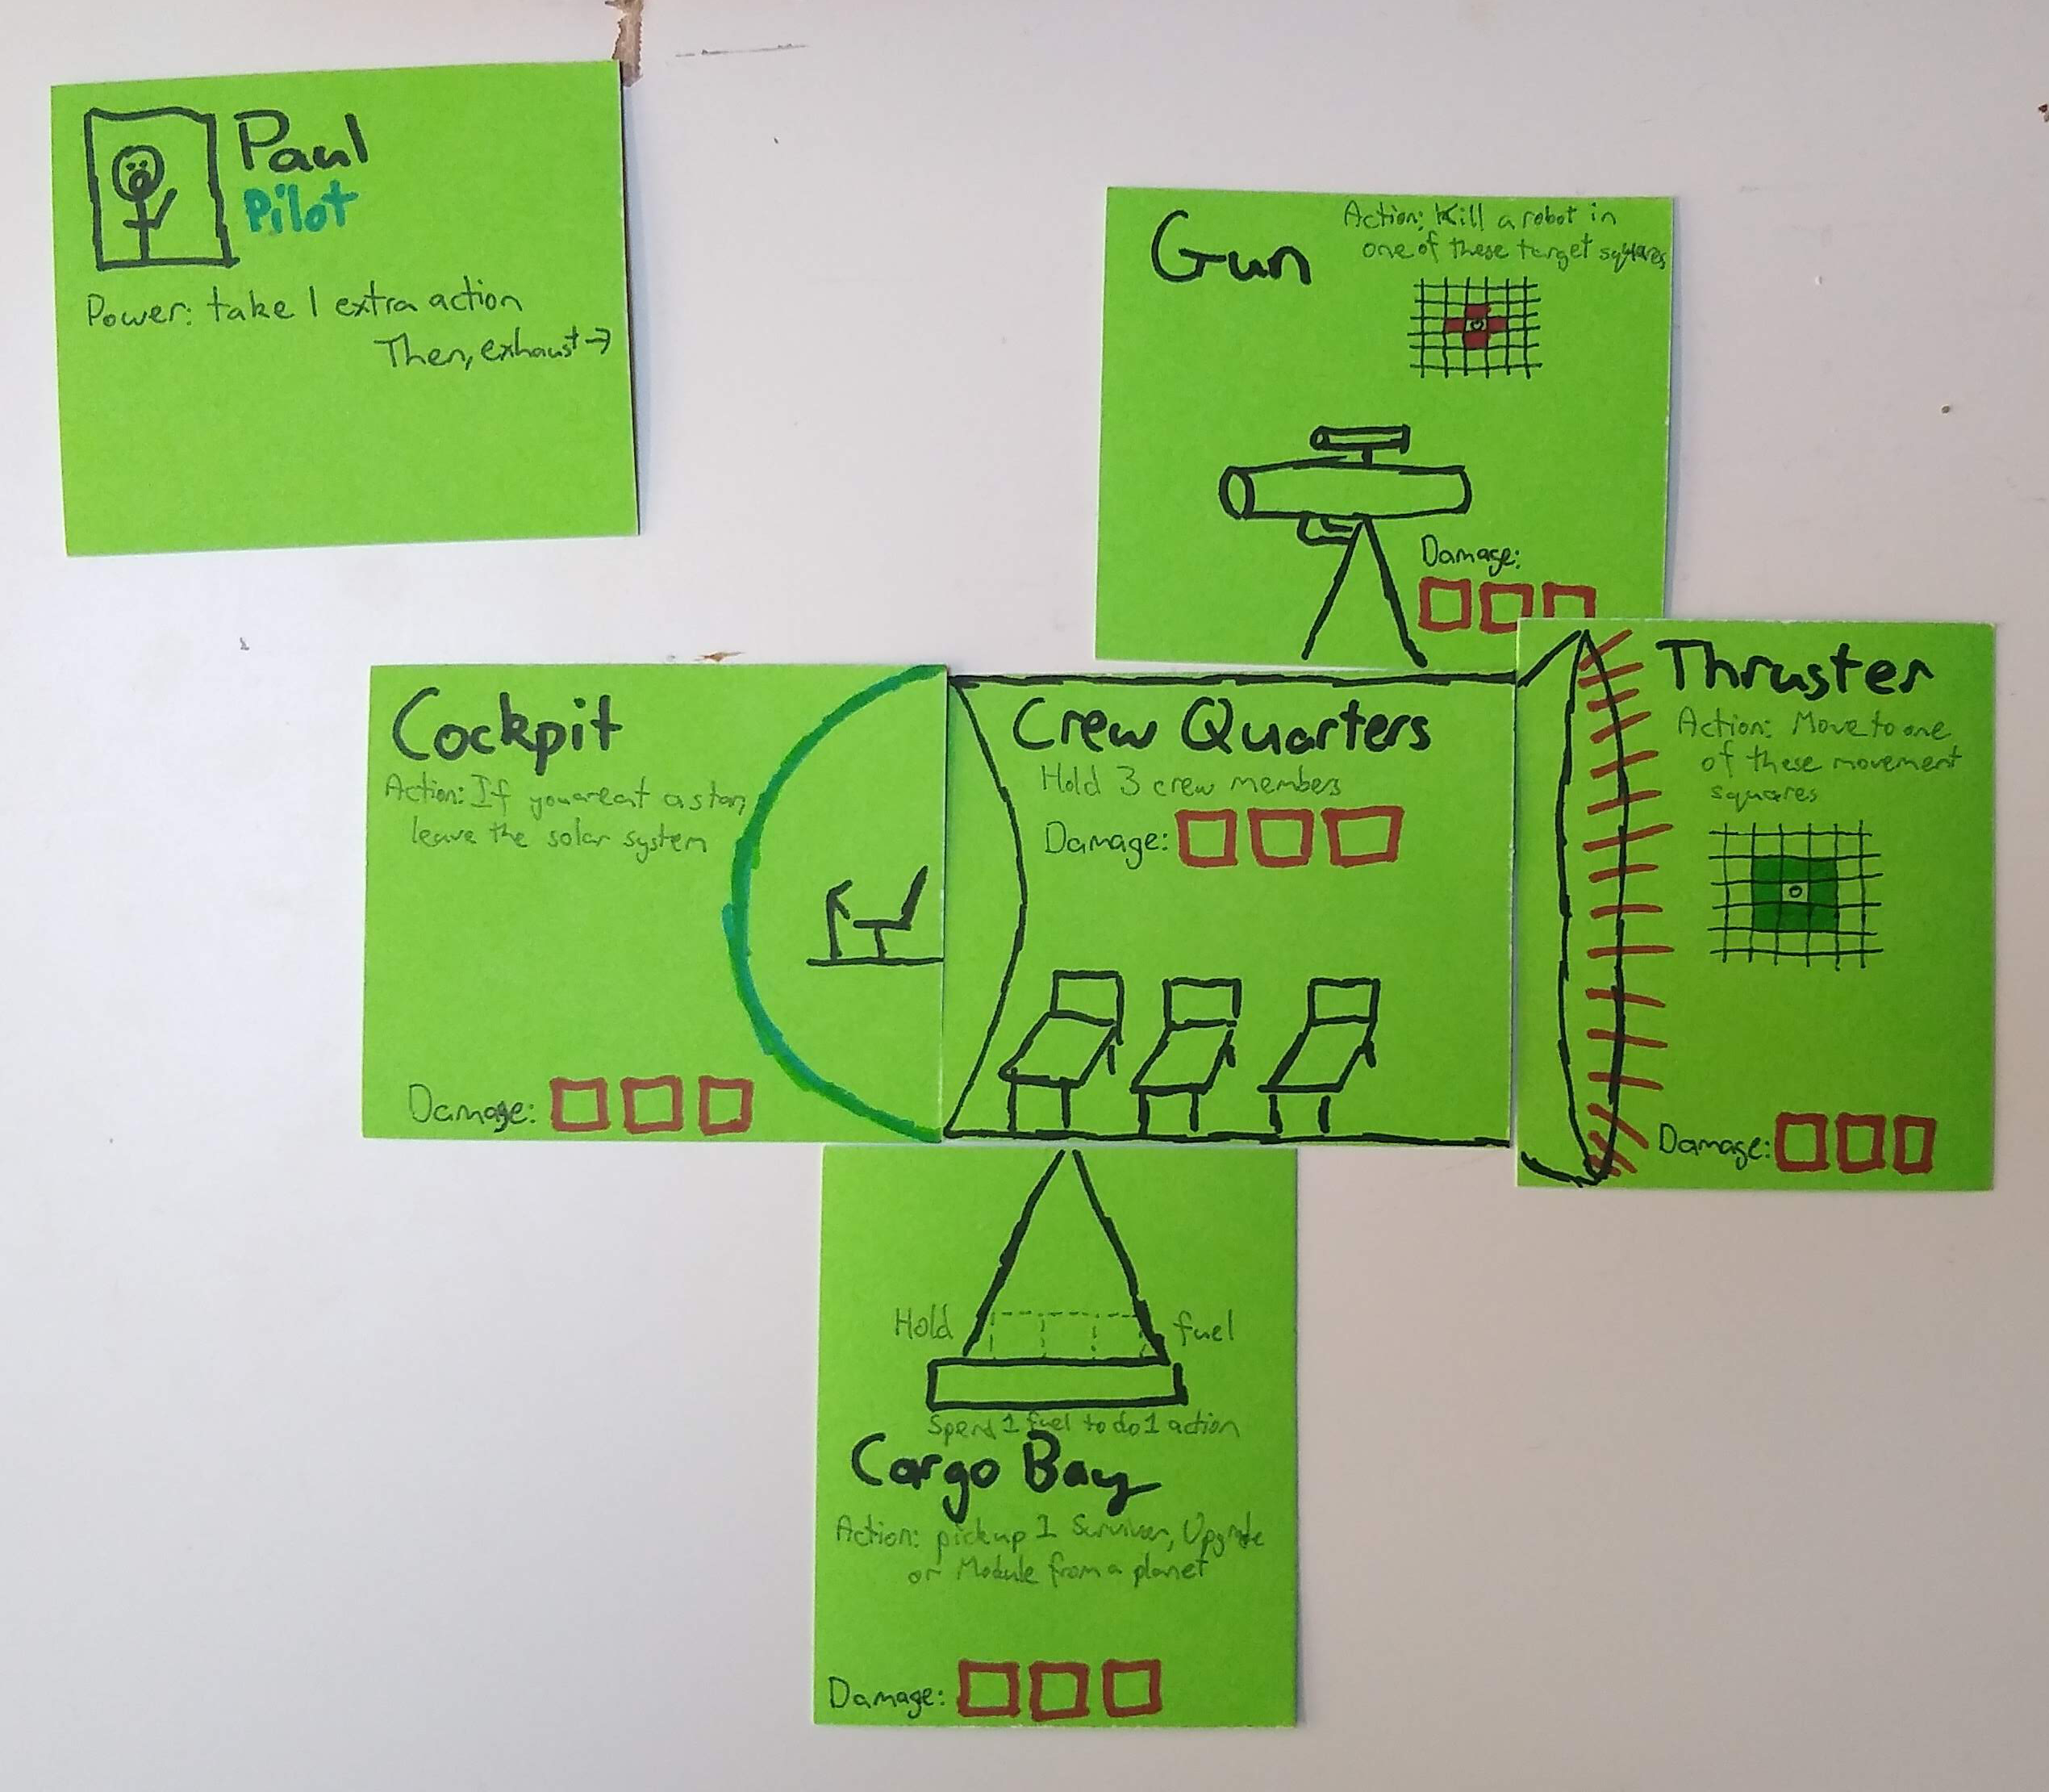 Paul
Pilot
Power: take 1 extra action
Then, exhaust →
Gun
Action: Kill a robot in
one of these target squares
Damage:
Cockpit
Action: If you are at a star,
leave the solar system
Damage:
Crew Quarters
Hold 3 crew members
Damage:
Thruster
Action: Move to one
of these movement
squares
Damage:
Hold fuel
Spend 1 fuel to do 1 action
Cargo Bay
Action: pick up 1 Survivor, Upgrade
or Module from a planet
Damage: